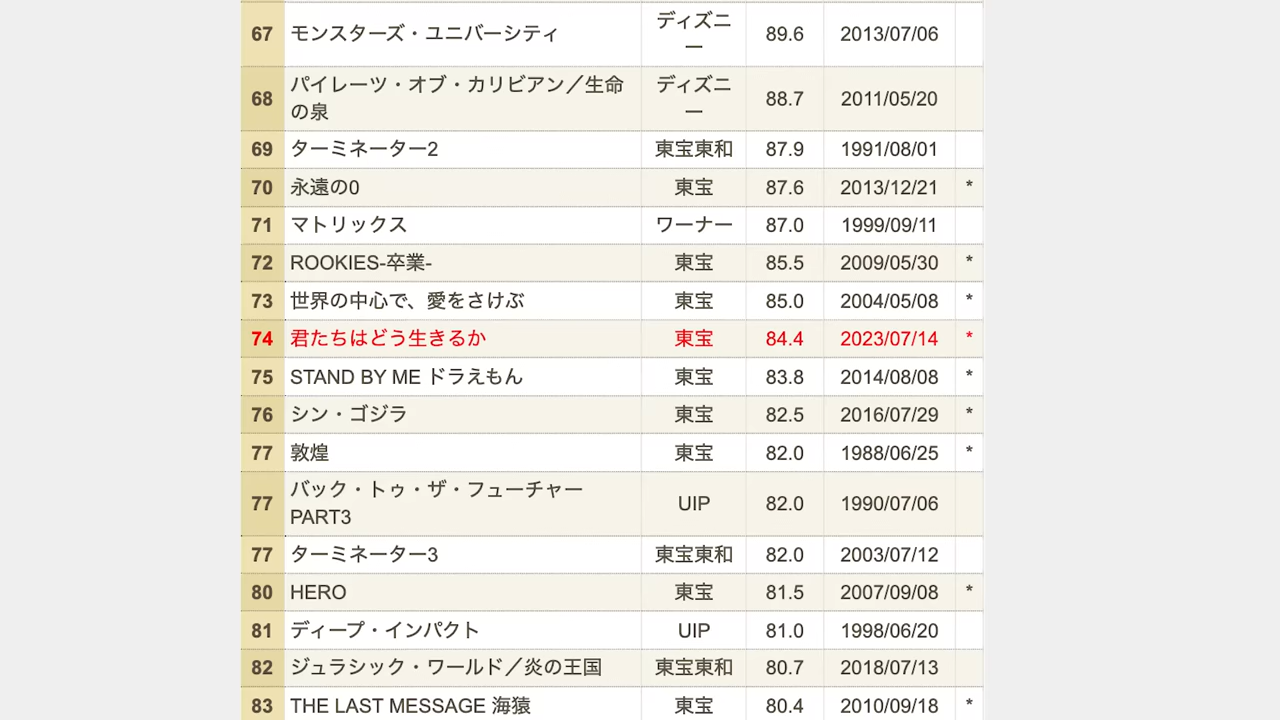 67 モンスターズ・ユニバーシティ ディズニー 89.6 2013/07/06
68 パイレーツ・オブ・カリビアン／生命の泉 ディズニー 88.7 2011/05/20
69 ターミネーター2 東宝東和 87.9 1991/08/01
70 永遠の0 東宝 87.6 2013/12/21 *
71 マトリックス ワーナー 87.0 1999/09/11
72 ROOKIES-卒業- 東宝 85.5 2009/05/30 *
73 世界の中心で、愛をさけぶ 東宝 85.0 2004/05/08 *
74 君たちはどう生きるか 東宝 84.4 2023/07/14 *
75 STAND BY ME ドラえもん 東宝 83.8 2014/08/08 *
76 シン・ゴジラ 東宝 82.5 2016/07/29 *
77 敦煌 東宝 82.0 1988/06/25 *
77 バック・トゥ・ザ・フューチャー PART3 UIP 82.0 1990/07/06
77 ターミネーター3 東宝東和 82.0 2003/07/12
80 HERO 東宝 81.5 2007/09/08 *
81 ディープ・インパクト UIP 81.0 1998/06/20
82 ジュラシック・ワールド／炎の王国 東宝東和 80.7 2018/07/13
83 THE LAST MESSAGE 海猿 東宝 80.4 2010/09/18 *